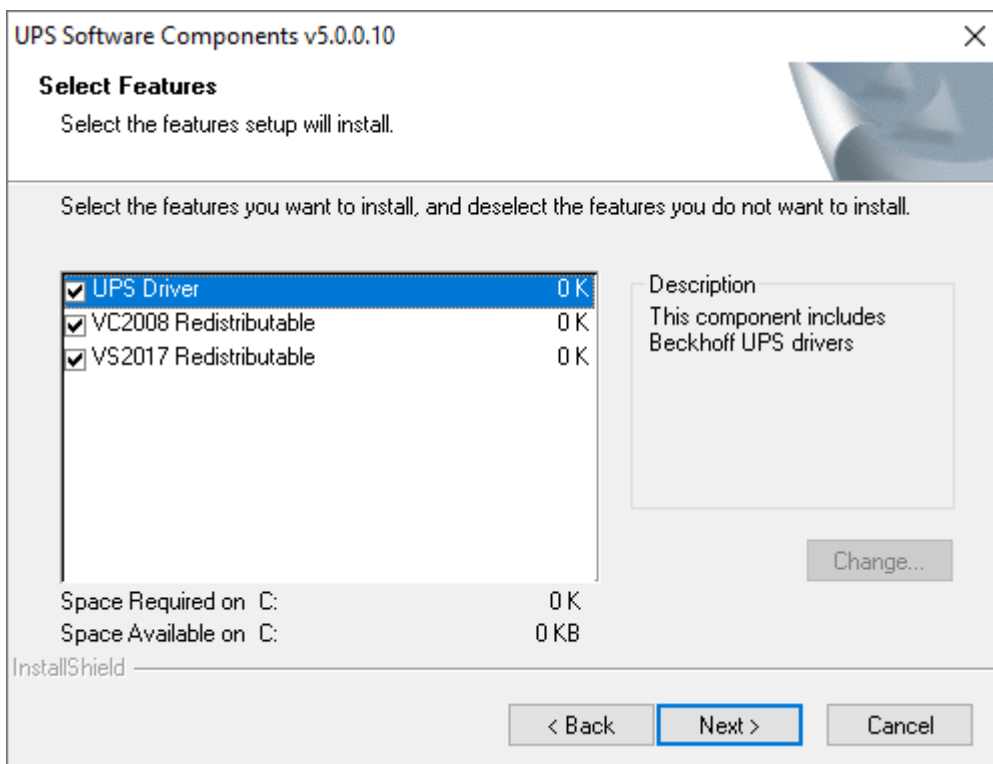 UPS Software Components v5.0.0.10
Select Features
Select the features setup will install.
Select the features you want to install, and deselect the features you do not want to install.
UPS Driver 0 K
VC2008 Redistributable 0 K
VS2017 Redistributable 0 K
Description
This component includes
Beckhoff UPS drivers
Change...
Space Required on C: 0 K
Space Available on C: 0 KB
InstallShield
< Back Next > Cancel